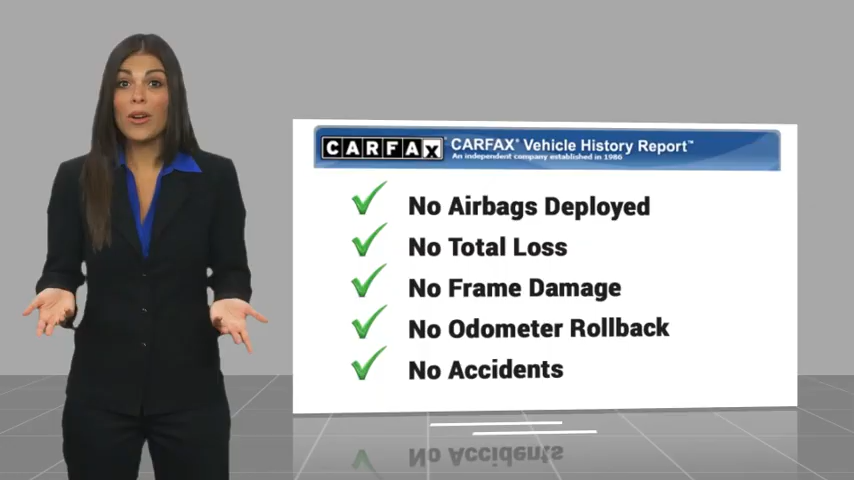 CARFAX
CARFAX® Vehicle History Report™
An independent company established in 1986
No Airbags Deployed
No Total Loss
No Frame Damage
No Odometer Rollback
No Accidents
No Accidents